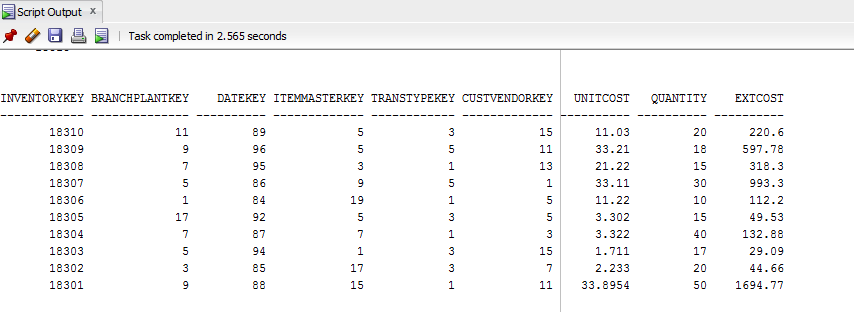 Script Output x
Task completed in 2.565 seconds
INVENTORYKEY BRANCHPLANTKEY DATEKEY ITEMMASTERKEY TRANSTYPEKEY CUSTVENDORKEY UNITCOST QUANTITY EXTCOST
------------ -------------- ---------- ------------- ------------ ------------- ---------- ---------- ----------
18310 11 89 5 3 15 11.03 20 220.6
18309 9 96 5 5 11 33.21 18 597.78
18308 7 95 3 1 13 21.22 15 318.3
18307 5 86 9 5 1 33.11 30 993.3
18306 1 84 19 1 5 11.22 10 112.2
18305 17 92 5 3 5 3.302 15 49.53
18304 7 87 7 1 3 3.322 40 132.88
18303 5 94 1 3 15 1.711 17 29.09
18302 3 85 17 3 7 2.233 20 44.66
18301 9 88 15 1 11 33.8954 50 1694.77